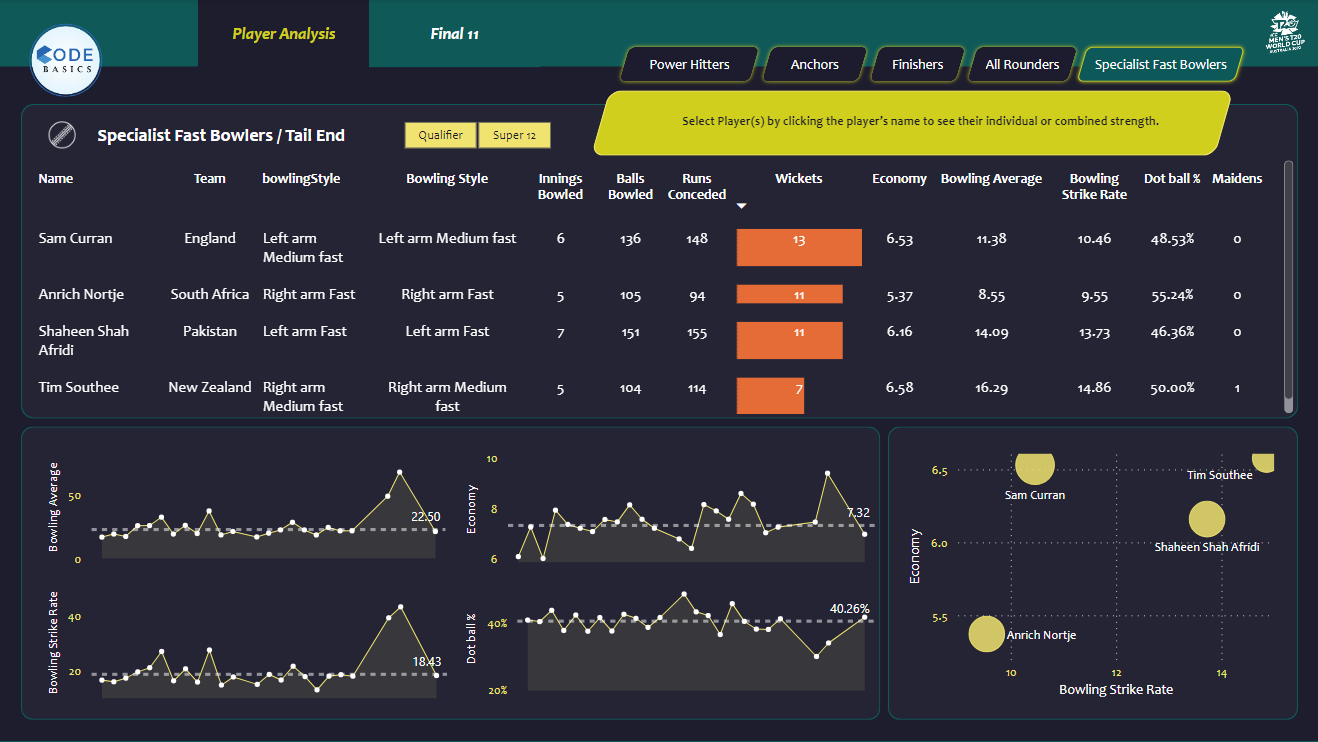 Player Analysis
Final 11
CODE
BASICS
T20
MEN'S T20
WORLD CUP
AUSTRALIA 2022
Power Hitters
Anchors
Finishers
All Rounders
Specialist Fast Bowlers
Select Player(s) by clicking the player's name to see their individual or combined strength.
Specialist Fast Bowlers / Tail End
Qualifier
Super 12
Name Team bowlingStyle Bowling Style Innings Bowled Balls Bowled Runs Conceded Wickets Economy Bowling Average Bowling Strike Rate Dot ball % Maidens
Sam Curran England Left arm Medium fast Left arm Medium fast 6 136 148 13 6.53 11.38 10.46 48.53% 0
Anrich Nortje South Africa Right arm Fast Right arm Fast 5 105 94 11 5.37 8.55 9.55 55.24% 0
Shaheen Shah Afridi Pakistan Left arm Fast Left arm Fast 7 151 155 11 6.16 14.09 13.73 46.36% 0
Tim Southee New Zealand Right arm Medium fast Right arm Medium fast 5 104 114 7 6.58 16.29 14.86 50.00% 1
Bowling Average
50
0
22.50
Economy
10
8
6
7.32
Bowling Strike Rate
40
20
18.43
Dot ball %
40%
20%
40.26%
Economy
6.5
6.0
5.5
Sam Curran
Tim Southee
Shaheen Shah Afridi
Anrich Nortje
10 12 14
Bowling Strike Rate